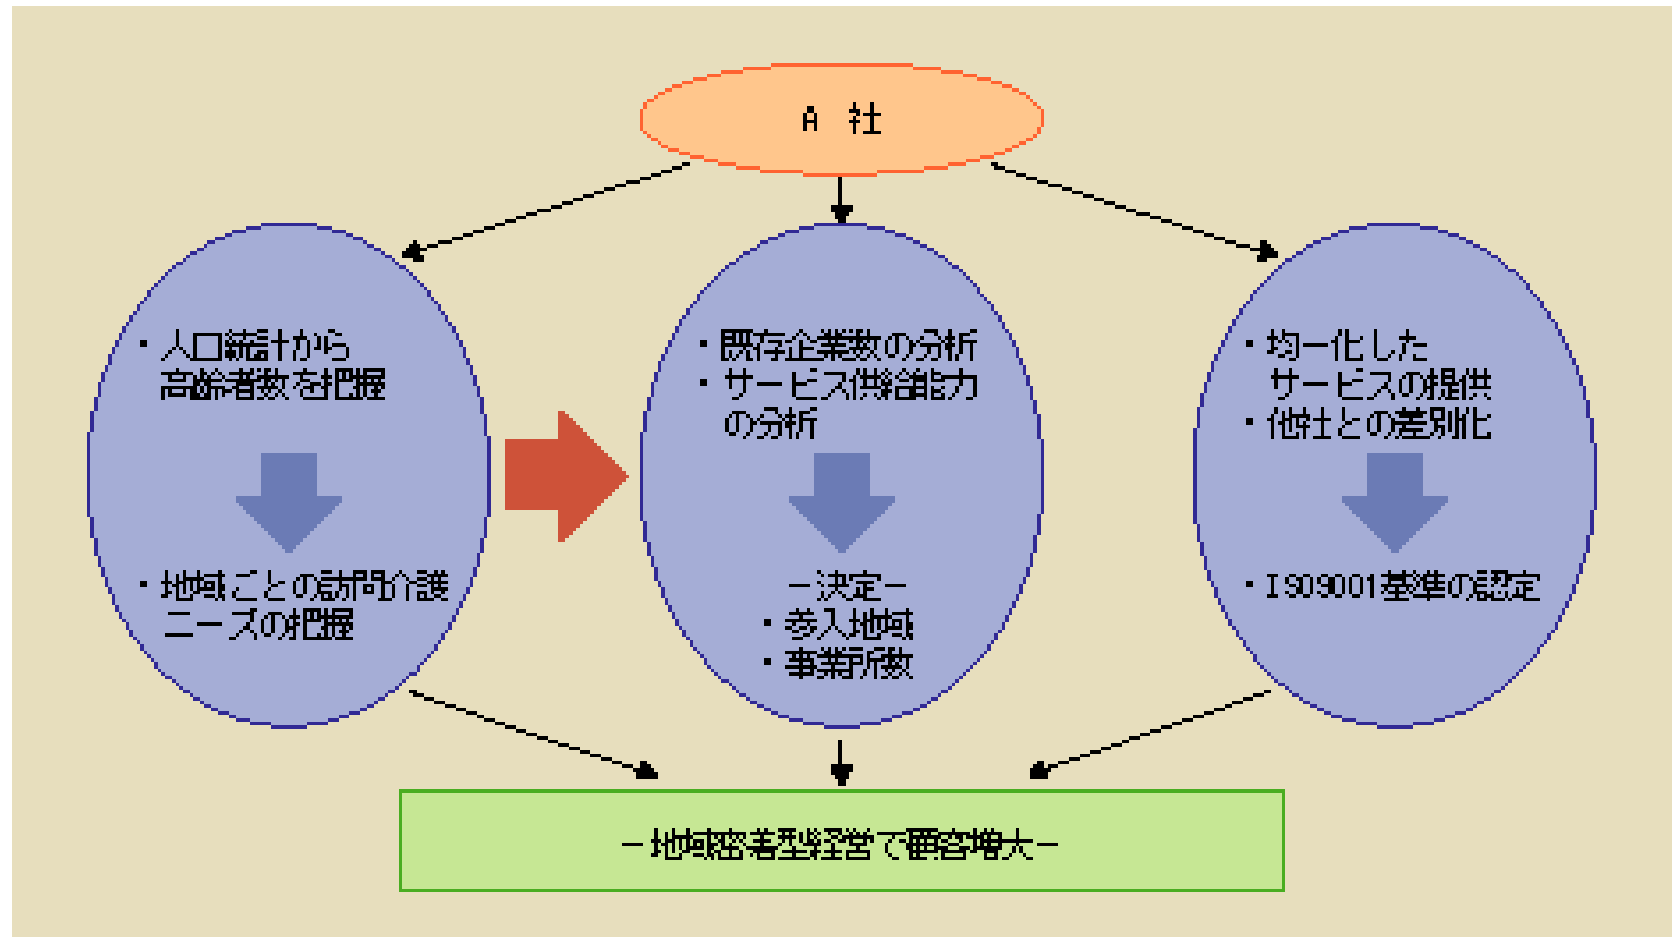 A 社
・人口統計から
高齢者数を把握
・地域ごとの訪問介護
ニーズの把握
・既存企業数の分析
・サービス供給能力
の分析
－決定－
・参入地域
・事業所数
・均一化した
サービスの提供
・他社との差別化
・ISO9001基準の認定
－地域密着型経営で顧客増大－